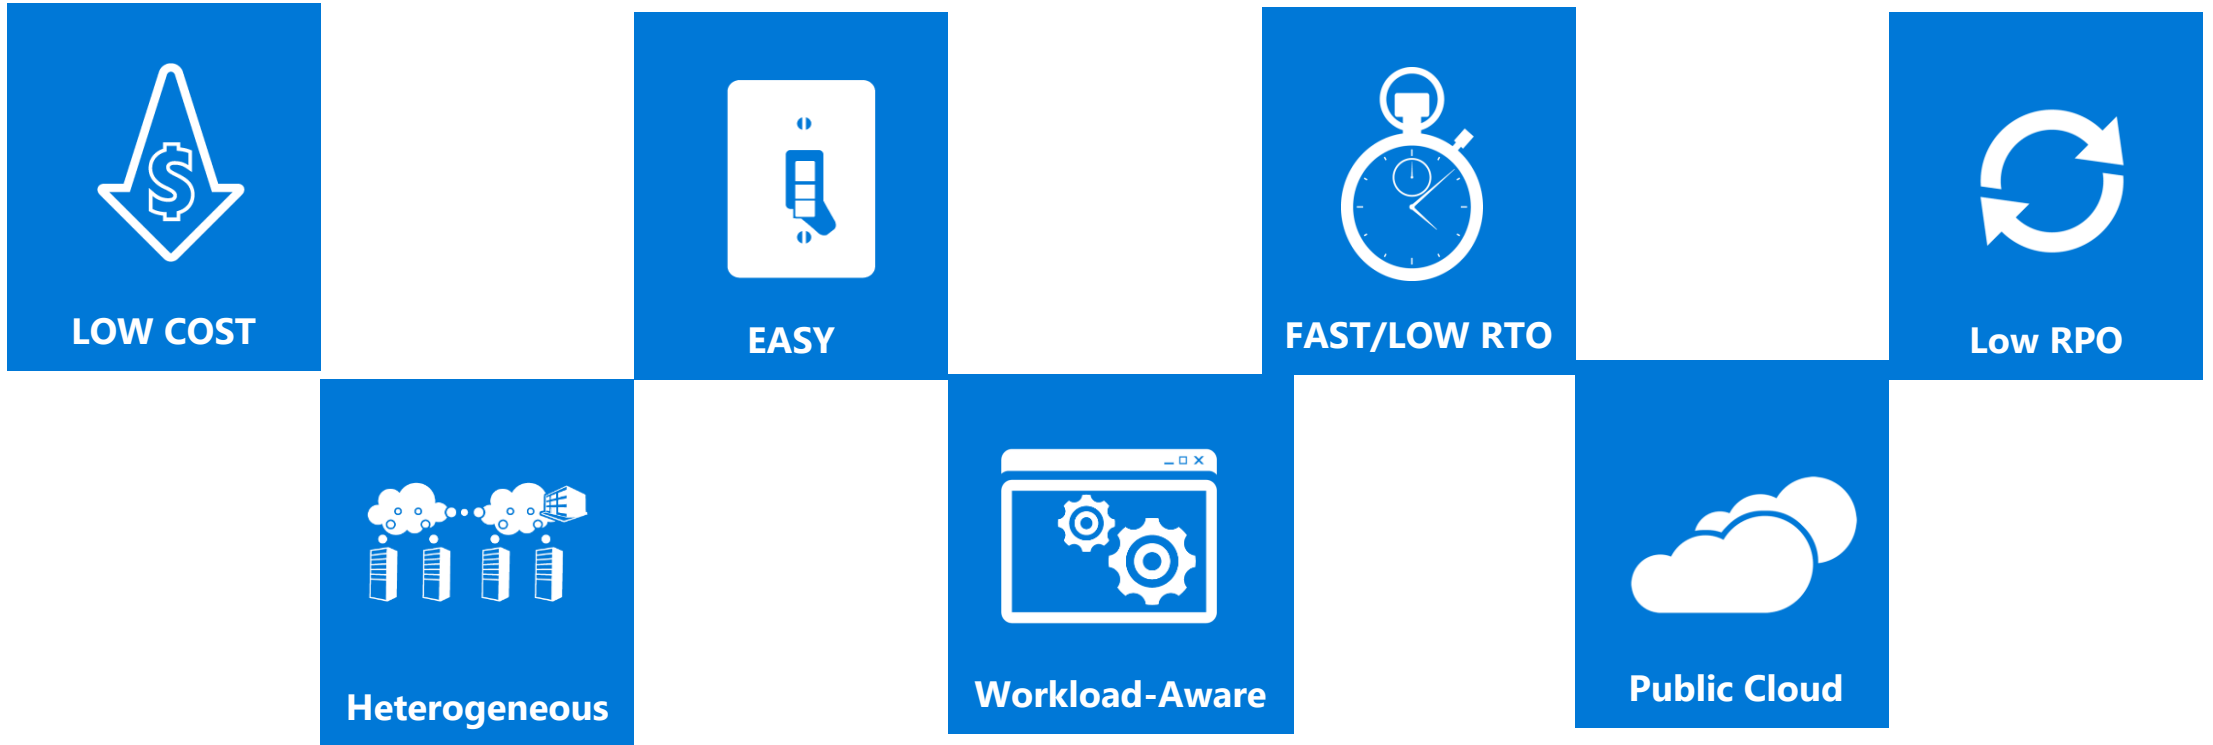 LOW COST
EASY
FAST/LOW RTO
Low RPO
Heterogeneous
Workload-Aware
Public Cloud